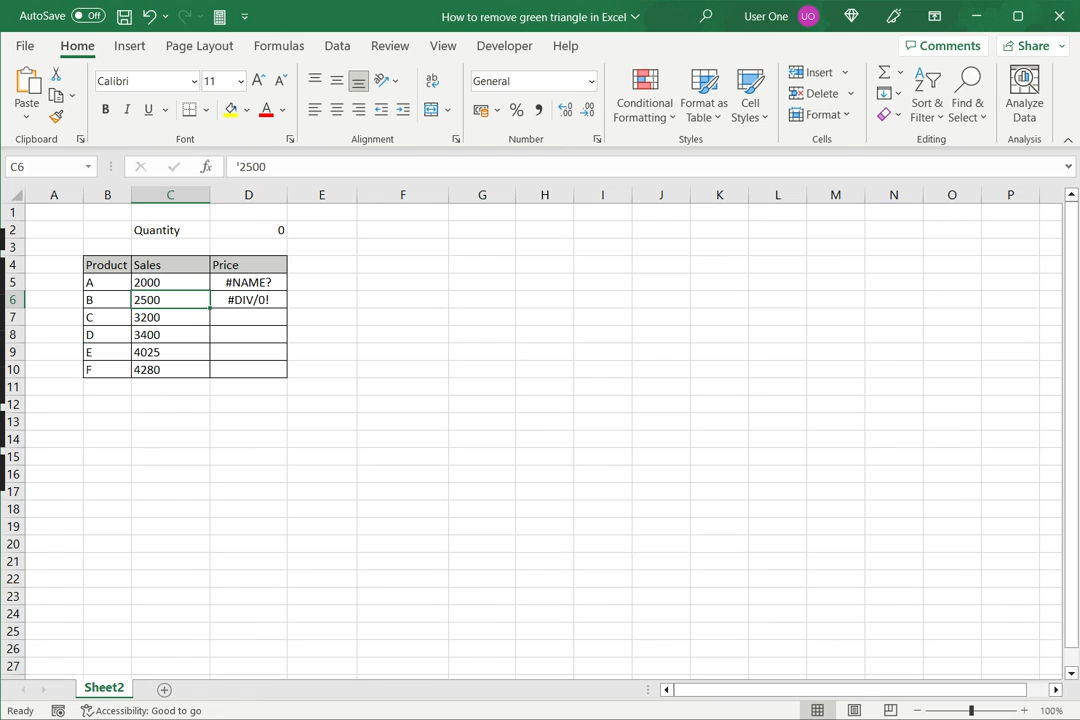 AutoSave Off How to remove green triangle in Excel User One UO
File Home Insert Page Layout Formulas Data Review View Developer Help Comments Share
Paste Calibri 11 General Conditional Formatting Format as Table Cell Styles Insert Delete Format Sort & Filter Find & Select Analyze Data
Clipboard Font Alignment Number Styles Cells Editing Analysis
C6 fx '2500
A B C D E F G H I J K L M N O P
1
2 Quantity 0
3
4 Product Sales Price
5 A 2000 #NAME?
6 B 2500 #DIV/0!
7 C 3200
8 D 3400
9 E 4025
10 F 4280
11
12
13
14
15
16
17
18
19
20
21
22
23
24
25
26
27
Sheet2
Ready Accessibility: Good to go 100%